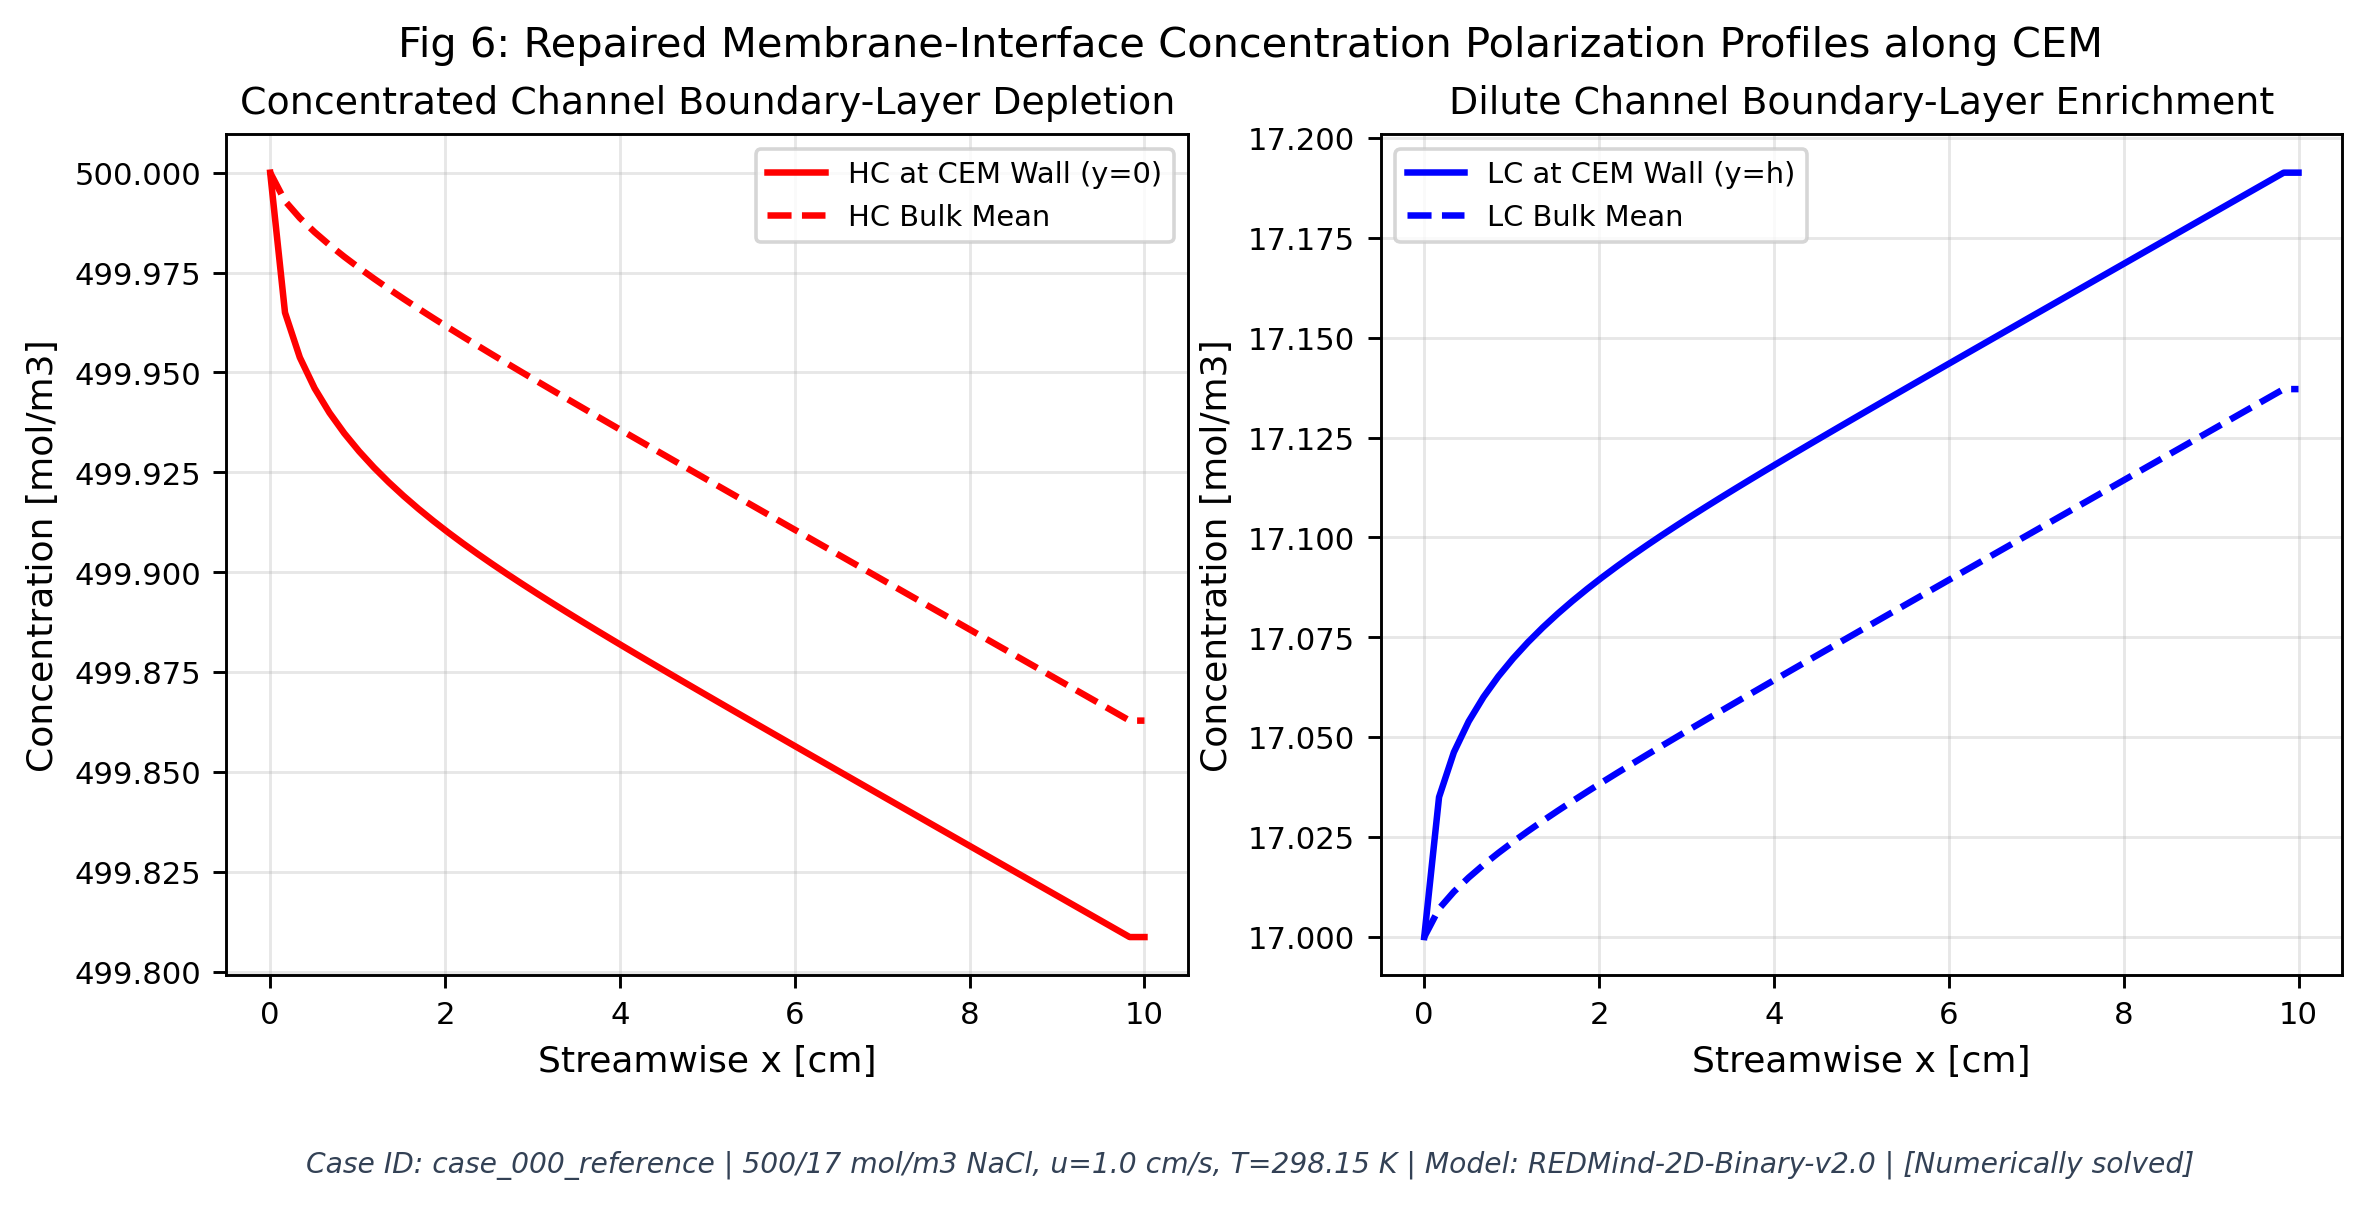 Fig 6: Repaired Membrane-Interface Concentration Polarization Profiles along CEM
Concentrated Channel Boundary-Layer Depletion
HC at CEM Wall (y=0)
HC Bulk Mean
500.000
499.975
499.950
499.925
499.900
499.875
499.850
499.825
499.800
Concentration [mol/m3]
0 2 4 6 8 10
Streamwise x [cm]
Dilute Channel Boundary-Layer Enrichment
LC at CEM Wall (y=h)
LC Bulk Mean
17.200
17.175
17.150
17.125
17.100
17.075
17.050
17.025
17.000
Concentration [mol/m3]
0 2 4 6 8 10
Streamwise x [cm]
Case ID: case_000_reference | 500/17 mol/m3 NaCl, u=1.0 cm/s, T=298.15 K | Model: REDMind-2D-Binary-v2.0 | [Numerically solved]